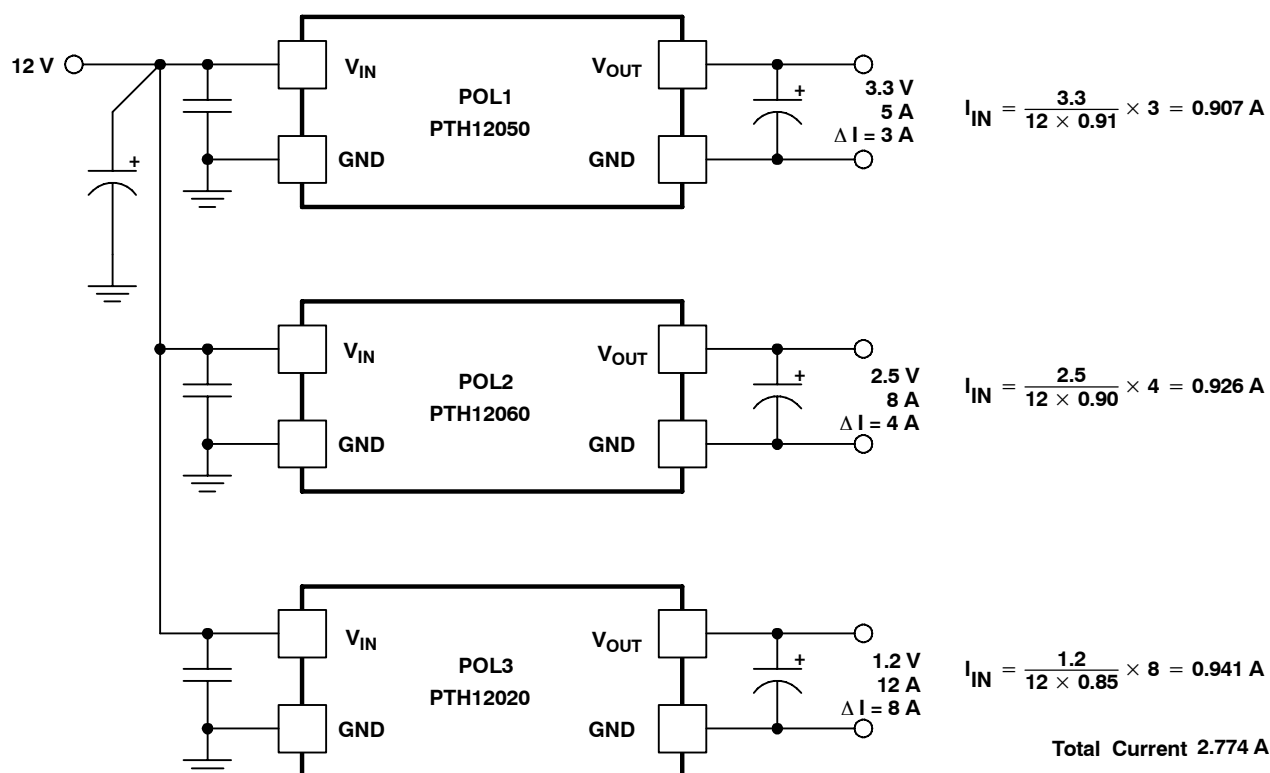 12 V
V_IN
V_OUT
POL1
PTH12050
GND
GND
+
+
3.3 V
5 A
Δ I = 3 A
I_IN = 3.3 / (12 × 0.91) × 3 = 0.907 A
V_IN
V_OUT
POL2
PTH12060
GND
GND
+
2.5 V
8 A
Δ I = 4 A
I_IN = 2.5 / (12 × 0.90) × 4 = 0.926 A
V_IN
V_OUT
POL3
PTH12020
GND
GND
+
1.2 V
12 A
Δ I = 8 A
I_IN = 1.2 / (12 × 0.85) × 8 = 0.941 A
Total Current 2.774 A